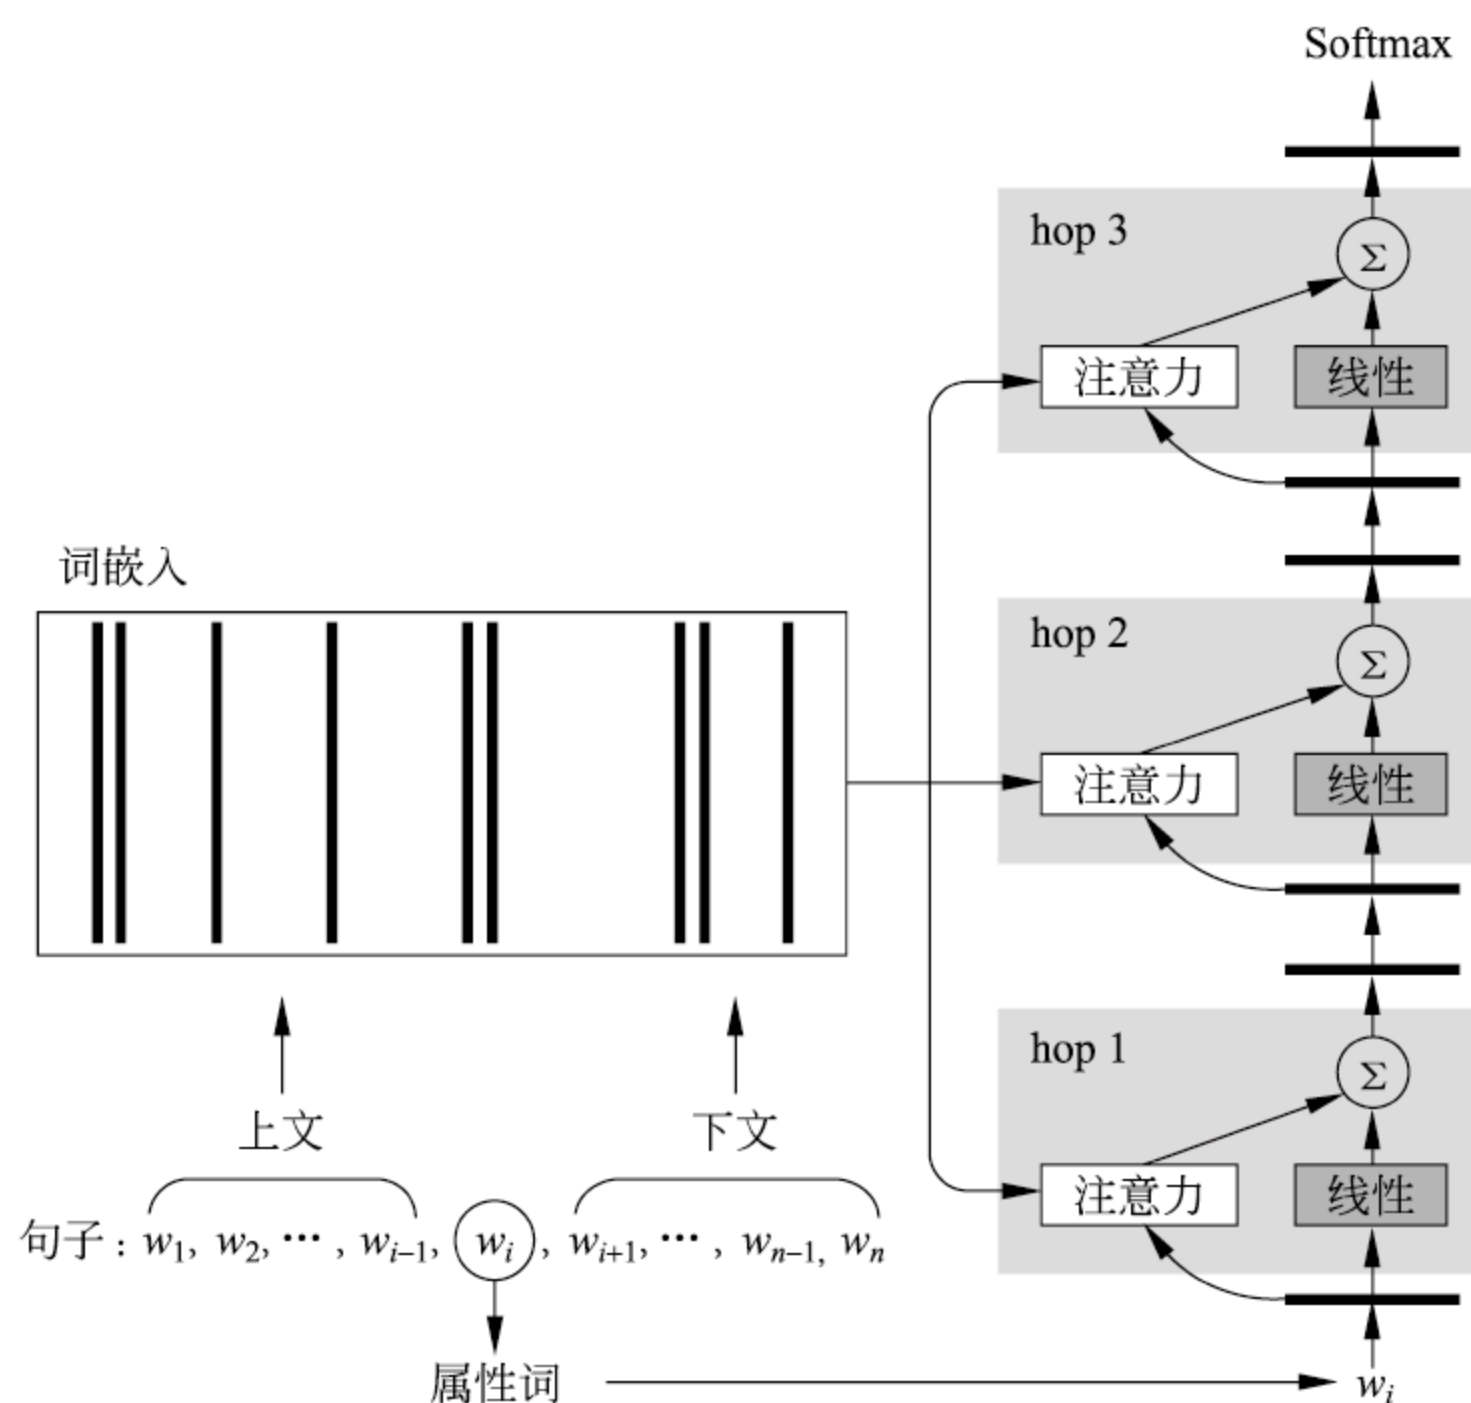 Softmax
hop 3
Σ
注意力 线性
词嵌入
hop 2
Σ
注意力 线性
hop 1
Σ
上文 下文
注意力 线性
句子：w1, w2, …, wi−1, wi, wi+1, …, wn−1, wn
属性词 wi